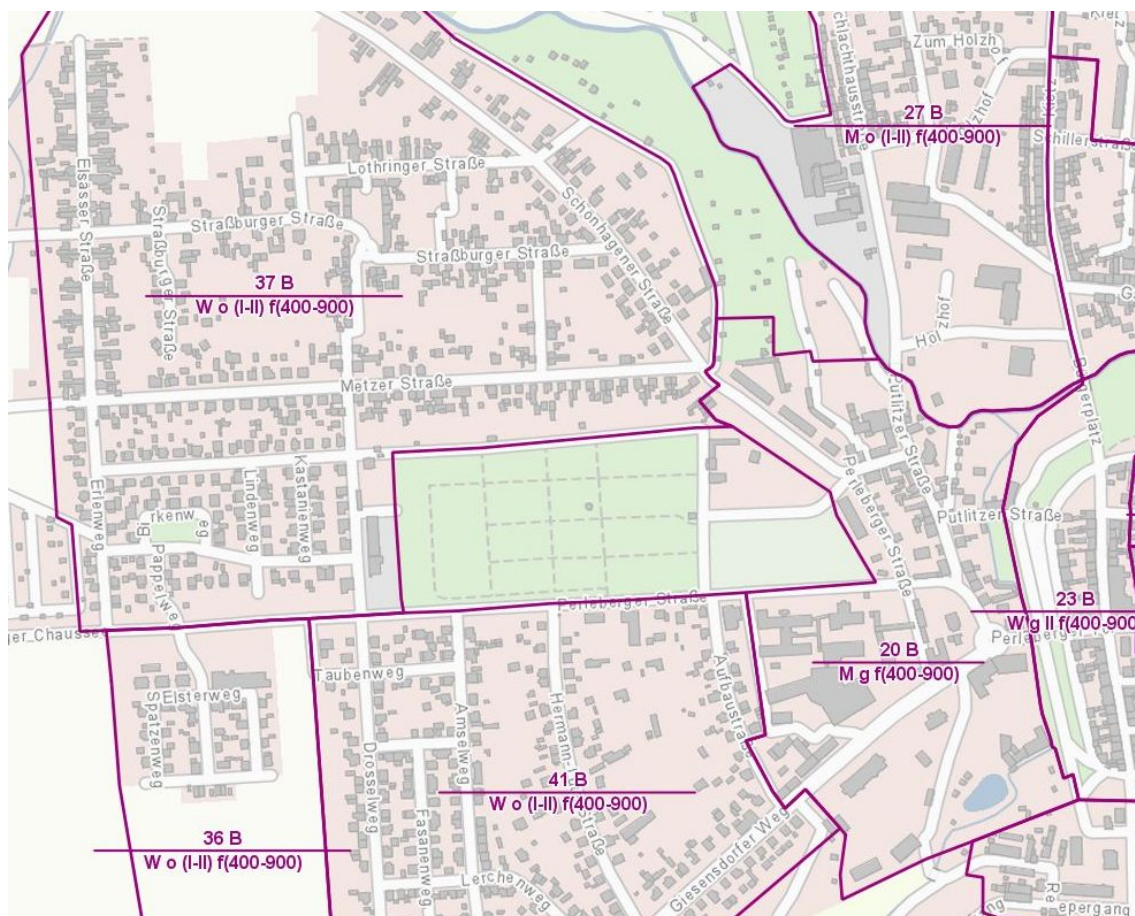 Zum Holzhof
27 B
M o (I-II) f(400-900)
Schillerstraße
Lothringer Straße
Elsässer Straße
Straßburger Straße
Straßburger Straße
Straßburger Straße
Schönhagener Straße
37 B
W o (I-II) f(400-900)
Holzhof
Metzer Straße
Putlitzer Straße
Bürgerplatz
Perleberger Straße
Kastanienweg
Lindenweg
Erlenweg
Birkenweg
Pappelweg
Putlitzer Straße
Perleberger Straße
23 B
W g II f(400-900)
20 B
M g f(400-900)
Taubenweg
Elsterweg
Spatzenweg
Amselweg
Aufbaustraße
Drosselweg
41 B
W o (I-II) f(400-900)
Fasanenweg
36 B
W o (I-II) f(400-900)
Lerchenweg
Giesensdorfer Weg